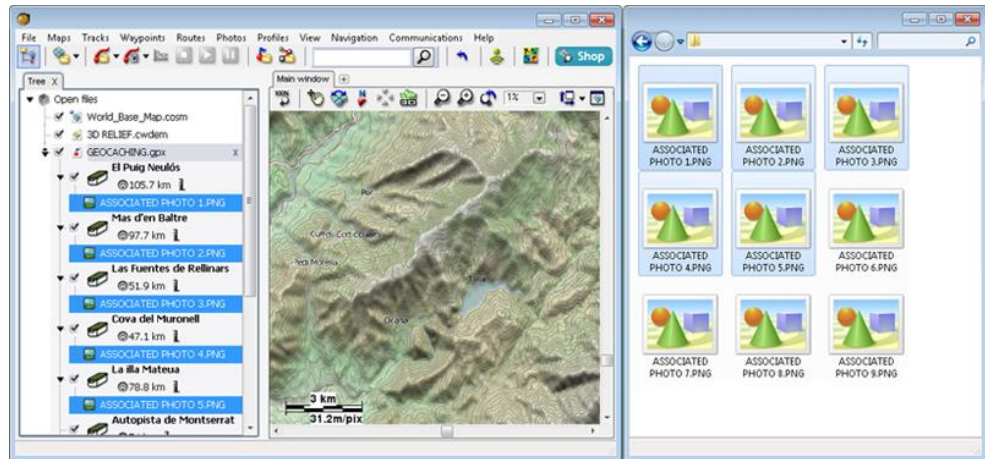 File Maps Tracks Waypoints Routes Photos Profiles View Navigation Communications Help
Shop
Tree X
Main window
100%
1%
Open files
World_Base_Map.cosm
3D RELIEF.cwdem
GEOCACHING.gpx x
El Puig Neulós
105.7 km
ASSOCIATED PHOTO 1.PNG
Mas d'en Baltre
97.7 km
ASSOCIATED PHOTO 2.PNG
Las Fuentes de Rellinars
51.9 km
ASSOCIATED PHOTO 3.PNG
Cova del Muronell
47.1 km
ASSOCIATED PHOTO 4.PNG
La illa Mateua
78.8 km
ASSOCIATED PHOTO 5.PNG
Autopista de Montserrat
3 km
31.2m/pix
ASSOCIATED
PHOTO 1.PNG
ASSOCIATED
PHOTO 2.PNG
ASSOCIATED
PHOTO 3.PNG
ASSOCIATED
PHOTO 4.PNG
ASSOCIATED
PHOTO 5.PNG
ASSOCIATED
PHOTO 6.PNG
ASSOCIATED
PHOTO 7.PNG
ASSOCIATED
PHOTO 8.PNG
ASSOCIATED
PHOTO 9.PNG